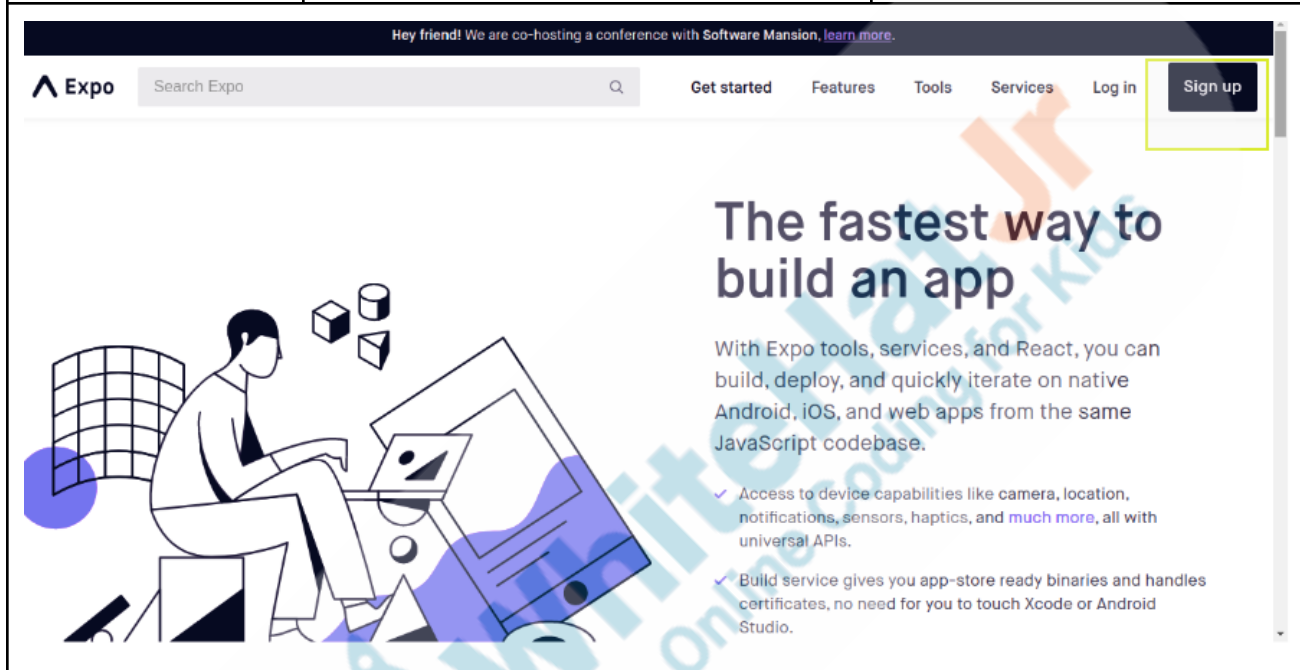 Hey friend! We are co-hosting a conference with Software Mansion, learn more.
Expo Search Expo Get started Features Tools Services Log in Sign up
The fastest way to
build an app
With Expo tools, services, and React, you can
build, deploy, and quickly iterate on native
Android, iOS, and web apps from the same
JavaScript codebase.
Access to device capabilities like camera, location,
notifications, sensors, haptics, and much more, all with
universal APIs.
Build service gives you app-store ready binaries and handles
certificates, no need for you to touch Xcode or Android
Studio.
WhiteHat Jr
Online Coding for Kids